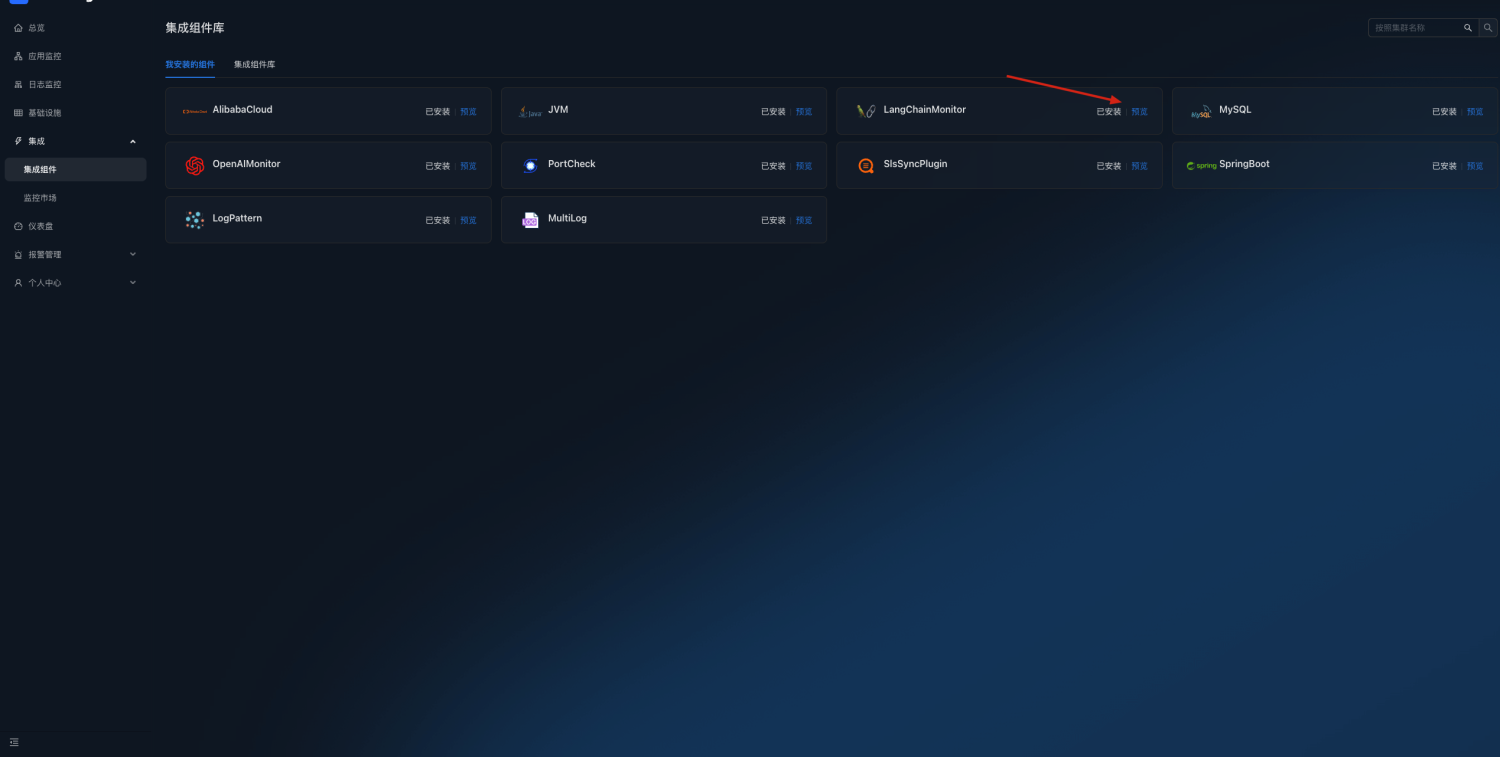 总览
应用监控
日志监控
基础设施
集成
集成组件
监控市场
仪表盘
报警管理
个人中心
集成组件库
按照集群名称
我安装的组件 集成组件库
AlibabaCloud 已安装 预览
Java JVM 已安装 预览
LangChainMonitor 已安装 预览
MySQL MySQL 已安装 预览
OpenAIMonitor 已安装 预览
PortCheck 已安装 预览
SlsSyncPlugin 已安装 预览
spring SpringBoot 已安装 预览
LogPattern 已安装 预览
LOG MultiLog 已安装 预览